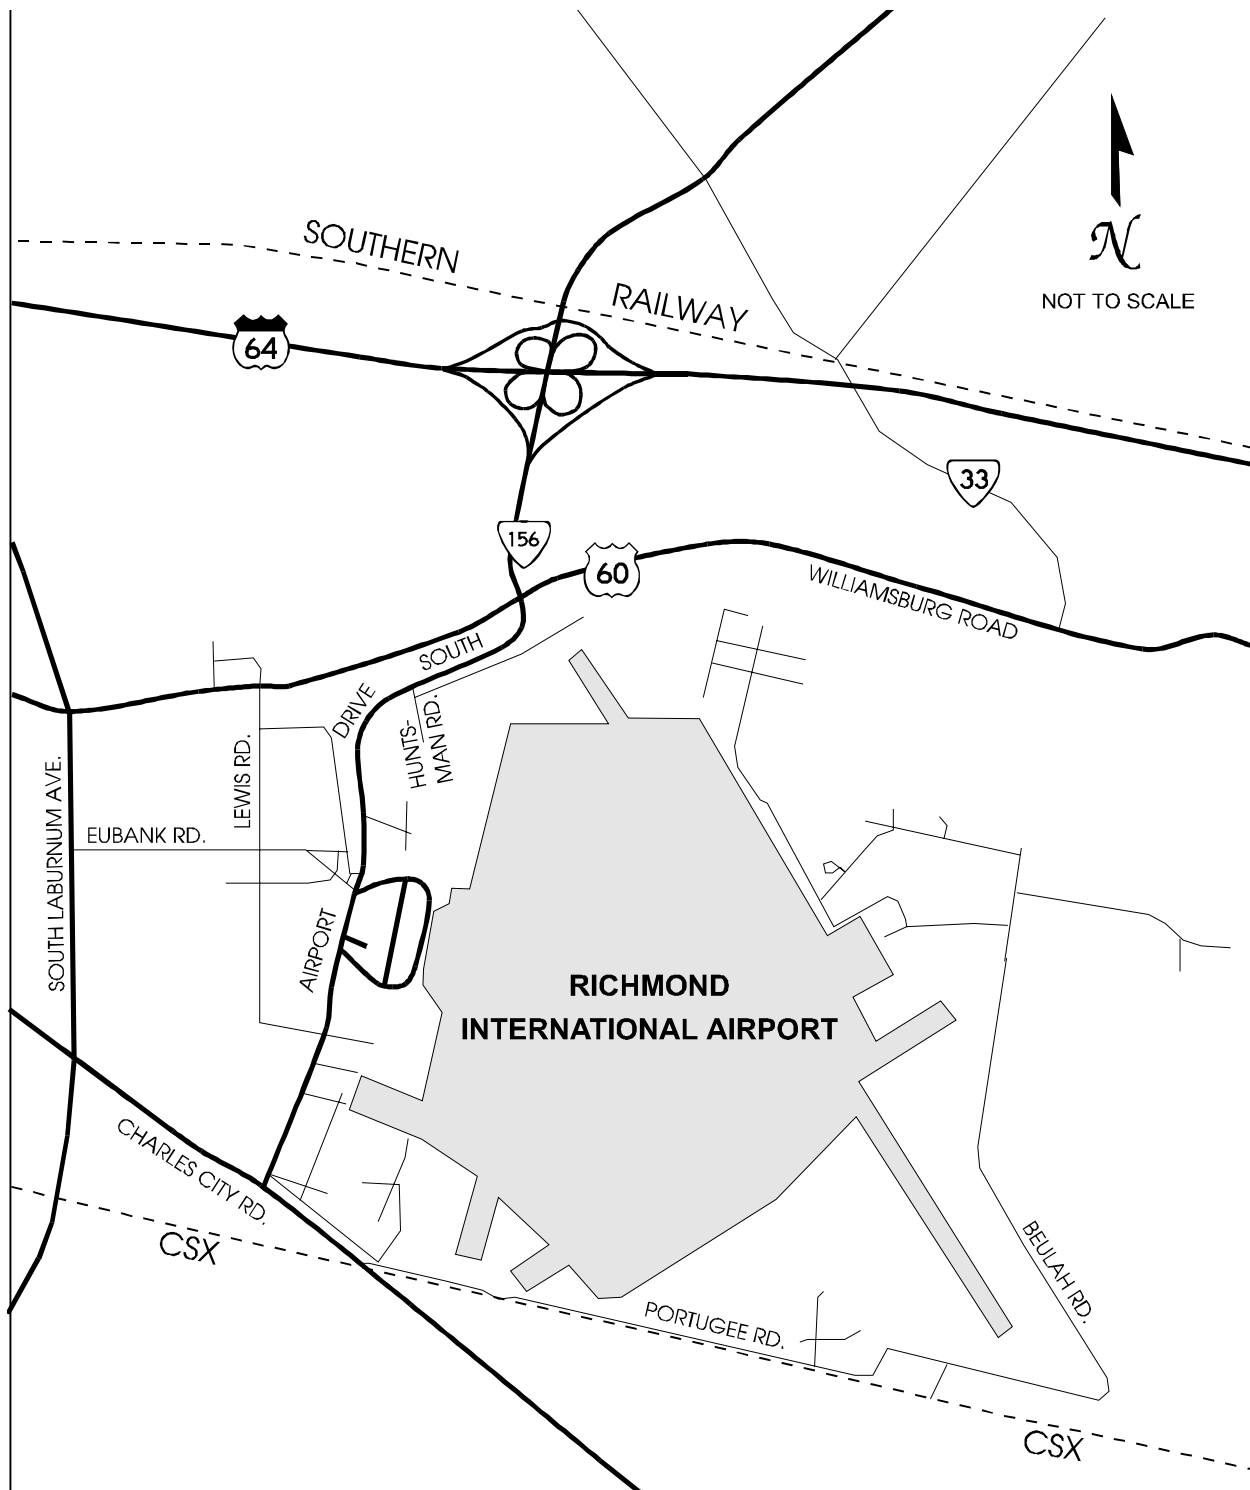 SOUTHERN
RAILWAY
N
NOT TO SCALE
64
33
156
60
WILLIAMSBURG ROAD
SOUTH
DRIVE
HUNTS-
MAN RD.
LEWIS RD.
SOUTH LABURNUM AVE.
EUBANK RD.
AIRPORT
RICHMOND
INTERNATIONAL AIRPORT
CHARLES CITY RD.
CSX
BEULAH RD.
PORTUGEE RD.
CSX